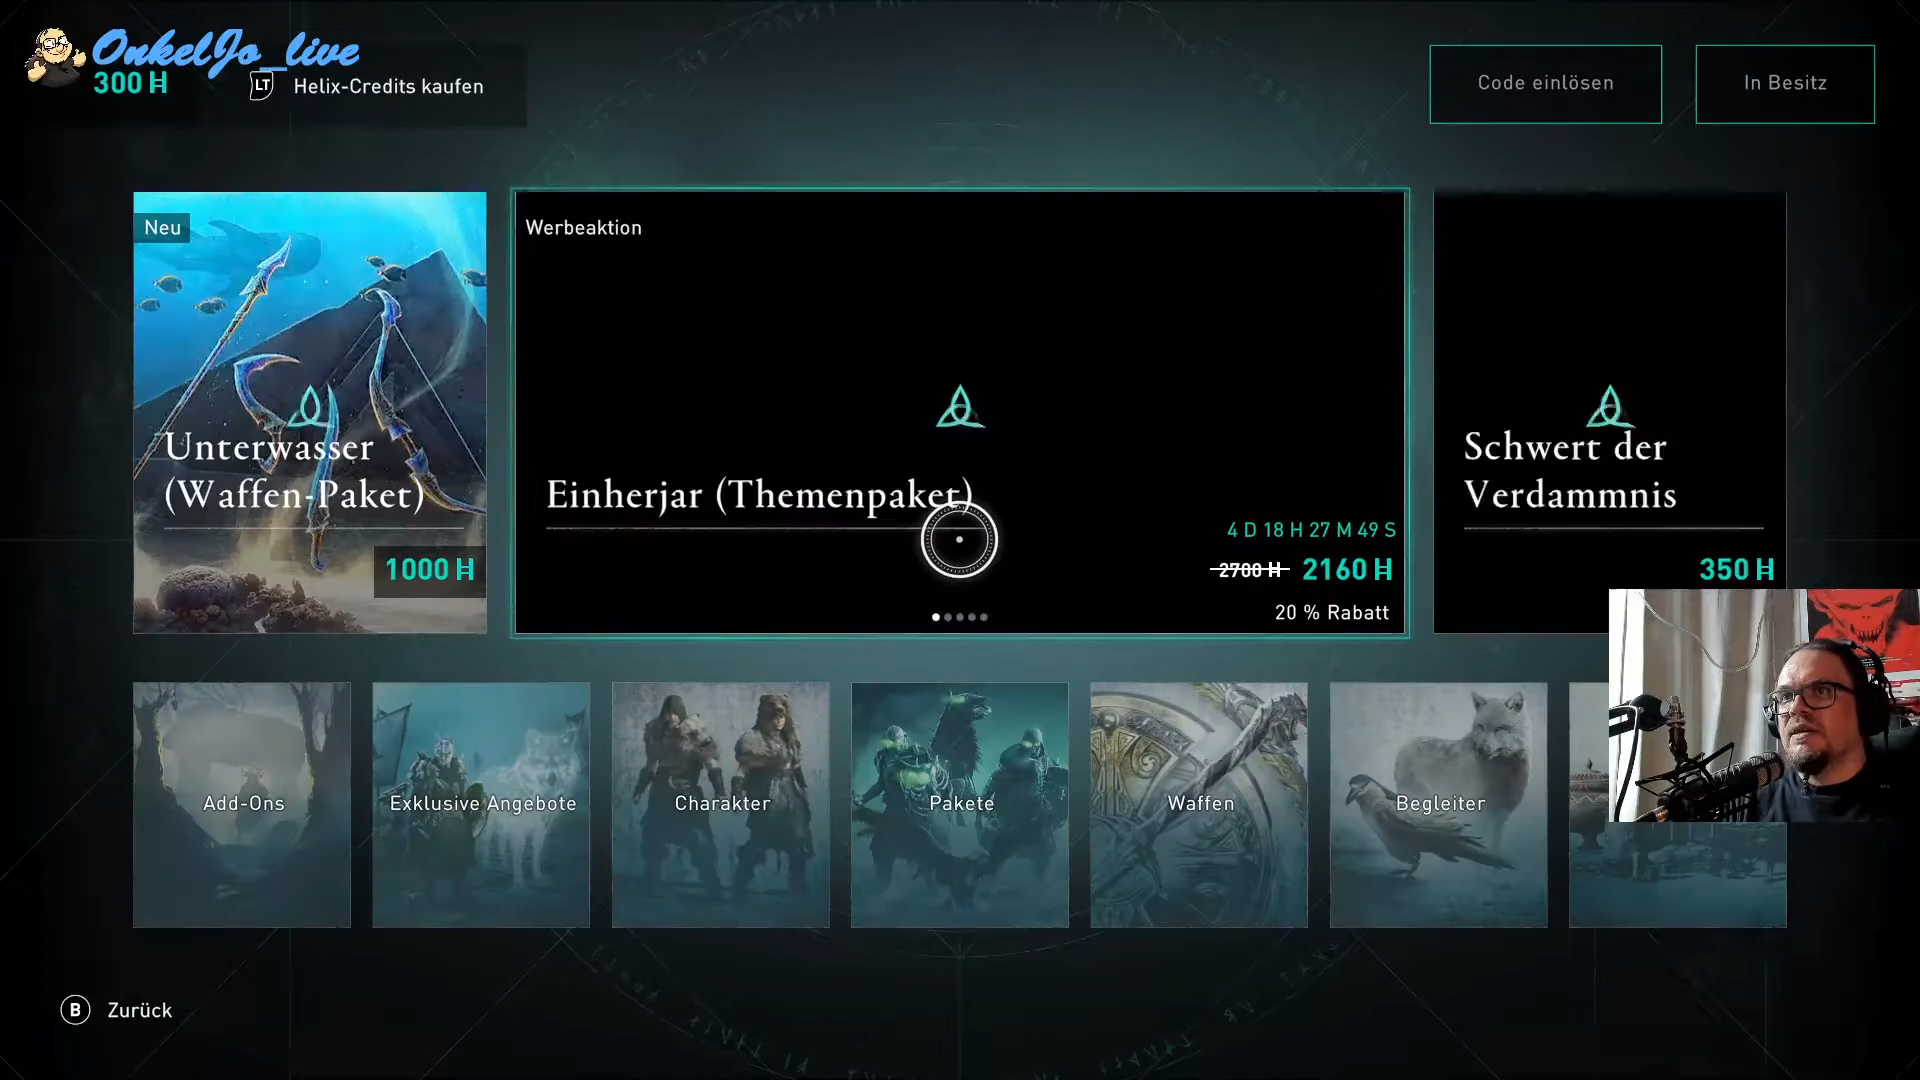 OnkelJo_live
300 H
LT Helix-Credits kaufen
Code einlösen
In Besitz
Neu
Unterwasser
(Waffen-Paket)
1000 H
Werbeaktion
Einherjar (Themenpaket)
4 D 18 H 27 M 49 S
2700 H 2160 H
20 % Rabatt
Schwert der
Verdammnis
350 H
Add-Ons
Exklusive Angebote
Charakter
Pakete
Waffen
Begleiter
B Zurück